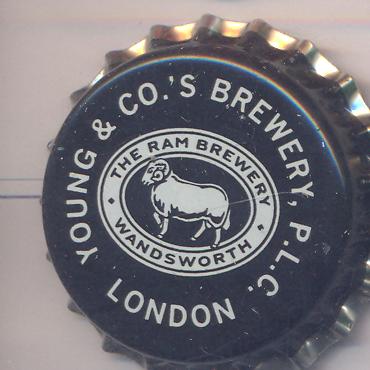 YOUNG & CO.'S BREWERY, P.L.C.
LONDON
THE RAM BREWERY
WANDSWORTH